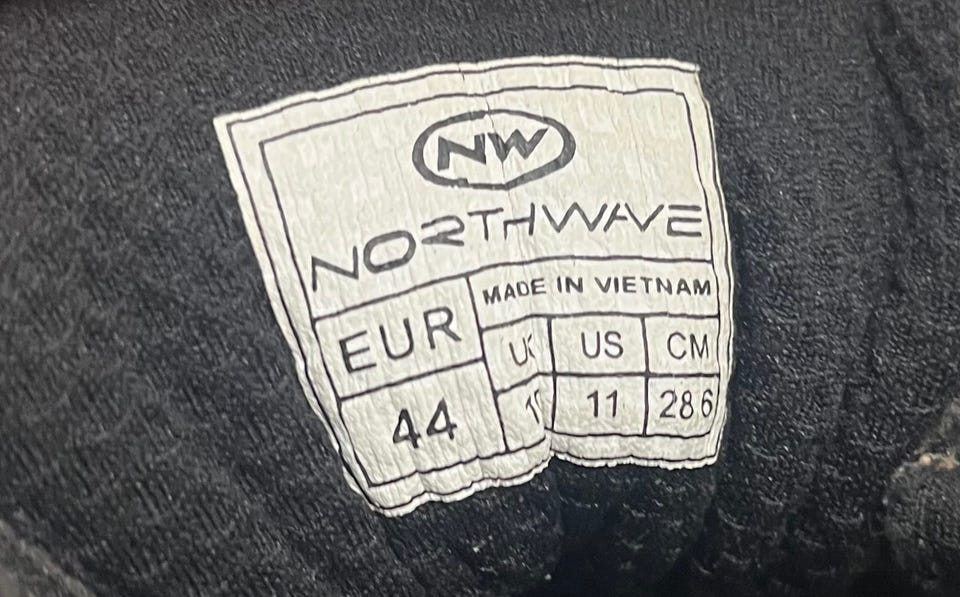 NW
NORTHWAVE
MADE IN VIETNAM
EUR US CM
44 11 28 6